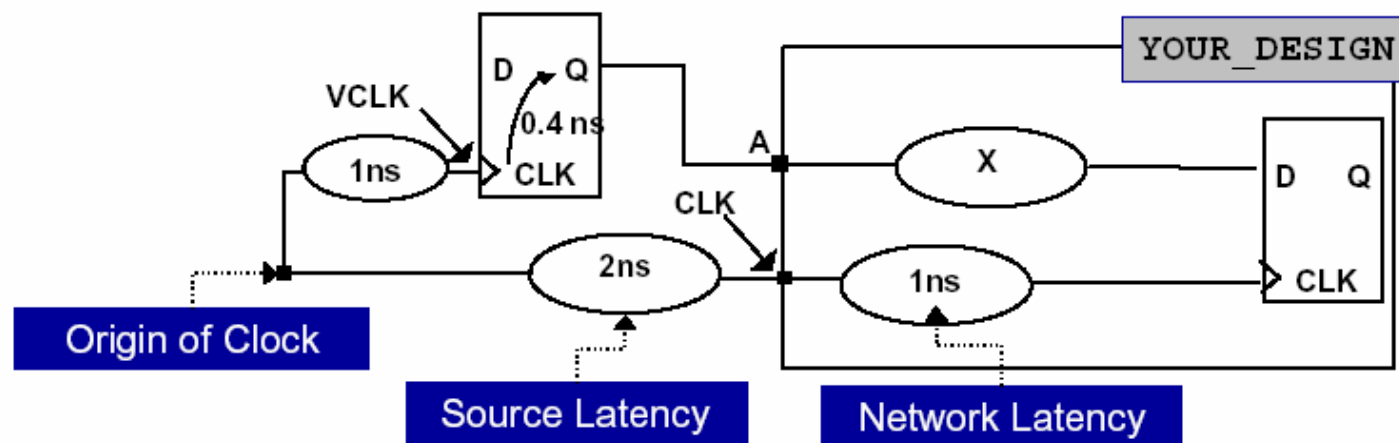 YOUR_DESIGN
D Q
VCLK
0.4 ns
1ns
CLK
A
X
D Q
CLK
2ns
1ns
CLK
Origin of Clock
Source Latency
Network Latency